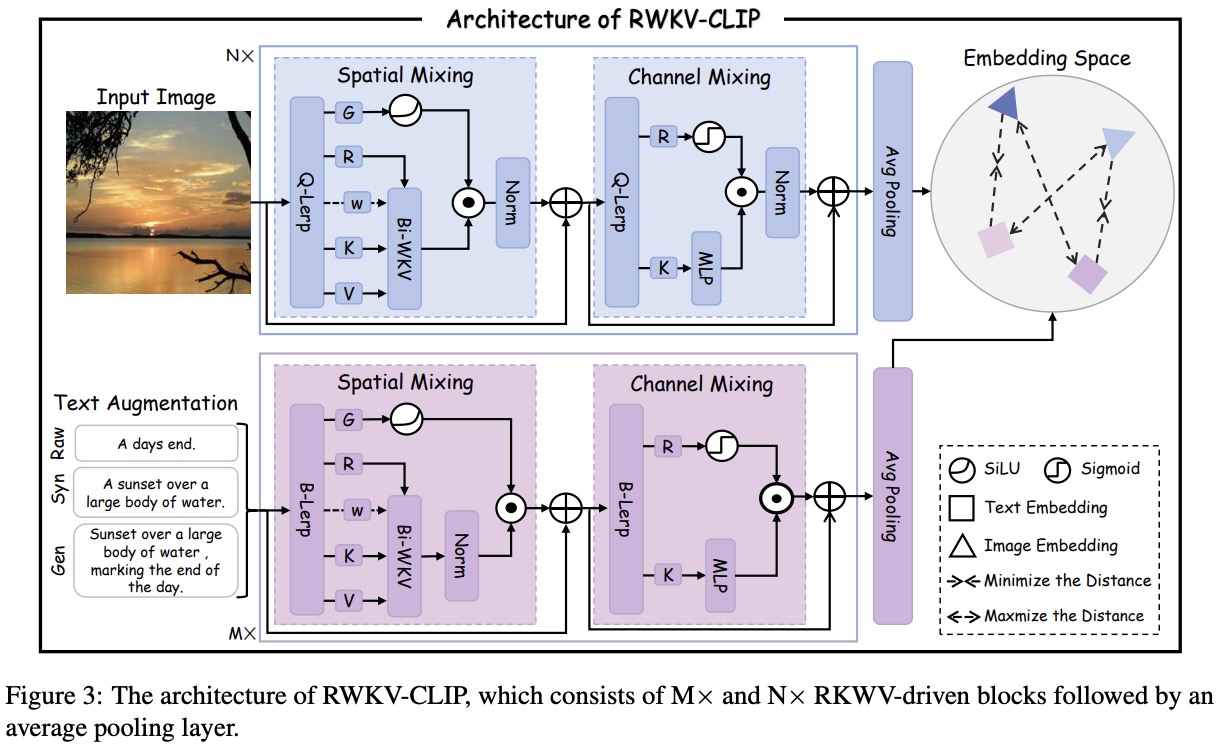 Architecture of RWKV-CLIP
N×
Input Image
Spatial Mixing
Q-Lerp
G
R
w
K
V
Bi-WKV
Norm
Channel Mixing
Q-Lerp
R
K
MLP
Norm
Avg Pooling
Embedding Space
Text Augmentation
Raw
A days end.
Syn
A sunset over a
large body of water.
Gen
Sunset over a large
body of water ,
marking the end of
the day.
M×
Spatial Mixing
B-Lerp
G
R
w
K
V
Bi-WKV
Norm
Channel Mixing
B-Lerp
R
K
MLP
Avg Pooling
SiLU
Sigmoid
Text Embedding
Image Embedding
Minimize the Distance
Maxmize the Distance
Figure 3: The architecture of RWKV-CLIP, which consists of M× and N× RKWV-driven blocks followed by an
average pooling layer.